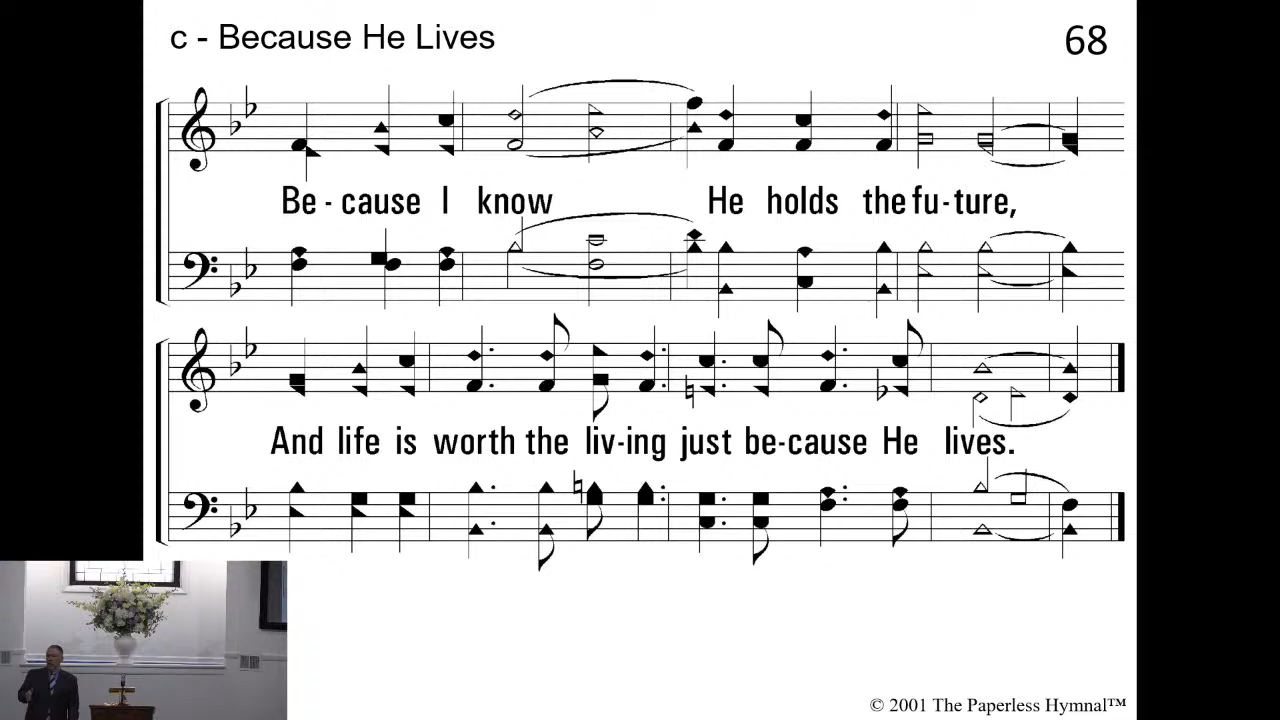 c - Because He Lives
68
Be - cause I know He holds the fu-ture,
And life is worth the liv-ing just be-cause He lives.
© 2001 The Paperless Hymnal™